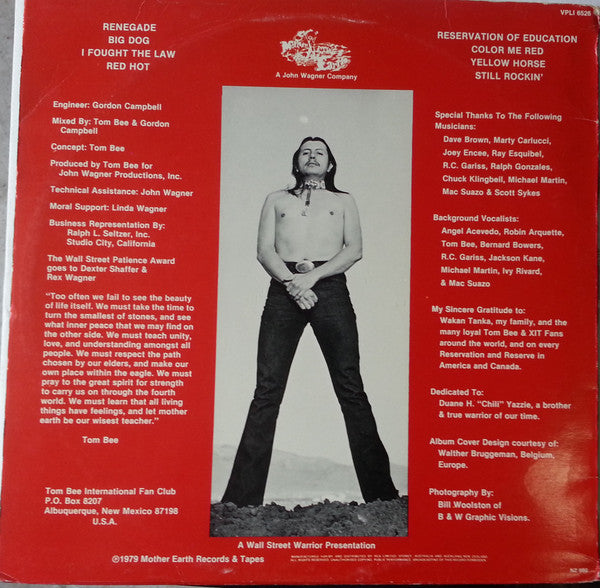 VPLI 6526
RENEGADE
BIG DOG
I FOUGHT THE LAW
RED HOT
Mother Earth
A John Wagner Company
RESERVATION OF EDUCATION
COLOR ME RED
YELLOW HORSE
STILL ROCKIN'
Engineer: Gordon Campbell
Mixed By: Tom Bee & Gordon
Campbell
Concept: Tom Bee
Produced by Tom Bee for
John Wagner Productions, Inc.
Technical Assistance: John Wagner
Moral Support: Linda Wagner
Business Representation By:
Ralph L. Seltzer, Inc.
Studio City, California
The Wall Street Patience Award
goes to Dexter Shaffer &
Rex Wagner
"Too often we fail to see the beauty
of life itself. We must take the time to
turn the smallest of stones, and see
what inner peace that we may find on
the other side. We must teach unity,
love, and understanding amongst all
people. We must respect the path
chosen by our elders, and make our
own place within the eagle. We must
pray to the great spirit for strength
to carry us on through the fourth
world. We must learn that all living
things have feelings, and let mother
earth be our wisest teacher."
Tom Bee
Tom Bee International Fan Club
P.O. Box 8207
Albuquerque, New Mexico 87198
U.S.A.
℗1979 Mother Earth Records & Tapes
Special Thanks To The Following
Musicians:
Dave Brown, Marty Carlucci,
Joey Encee, Ray Esquibel,
R.C. Gariss, Ralph Gonzales,
Chuck Klingbell, Michael Martin,
Mac Suazo & Scott Sykes
Background Vocalists:
Angel Acevedo, Robin Arquette,
Tom Bee, Bernard Bowers,
R.C. Gariss, Jackson Kane,
Michael Martin, Ivy Rivard,
& Mac Suazo
My Sincere Gratitude to:
Wakan Tanka, my family, and the
many loyal Tom Bee & XIT Fans
around the world, and on every
Reservation and Reserve in
America and Canada.
Dedicated To:
Duane H. "Chili" Yazzie, a brother
& true warrior of our time.
Album Cover Design courtesy of:
Walther Bruggeman, Belgium,
Europe.
Photography By:
Bill Woolston of
B & W Graphic Visions.
A Wall Street Warrior Presentation